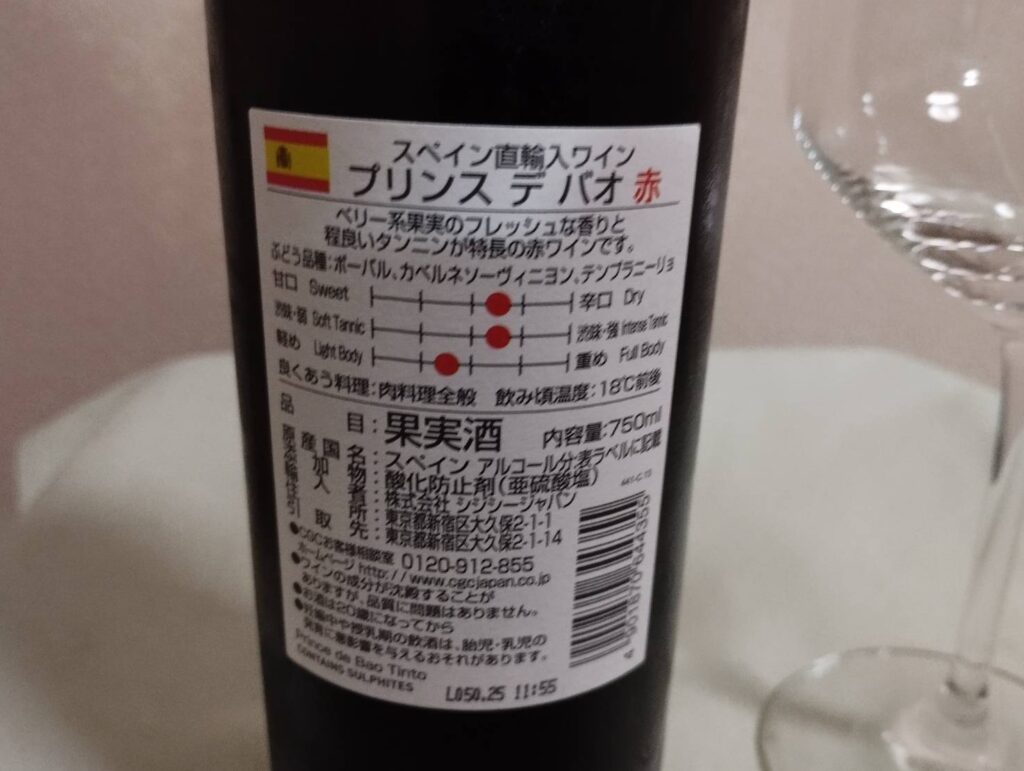 スペイン直輸入ワイン
プリンス デ バオ 赤
ベリー系果実のフレッシュな香りと
程良いタンニンが特長の赤ワインです。
ぶどう品種:ボーバル、カベルネソーヴィニヨン、テンプラニーリョ
甘口 Sweet 辛口 Dry
渋味・弱 Soft Tannic 渋味・強 Intense Tannic
軽め Light Body 重め Full Body
良くあう料理:肉料理全般 飲み頃温度:18℃前後
品目:果実酒 内容量:750ml
原産国名:スペイン アルコール分表ラベルに記載
添加物:酸化防止剤(亜硫酸塩)
輸入者:株式会社 シジシージャパン
住所:東京都新宿区大久保2-1-1
引取先:東京都新宿区大久保2-1-14
●CGCお客様相談室 0120-912-855
ホームページ http://www.cgcjapan.co.jp
●ワインの成分が沈殿することが
ありますが、品質に問題はありません。
●お酒は20歳になってから
●妊娠中や授乳期の飲酒は、胎児・乳児の
発育に悪影響を与えるおそれがあります。
Prince de Bao Tinto
CONTAINS SULPHITES
L050.25 11:55
4 901870 644355